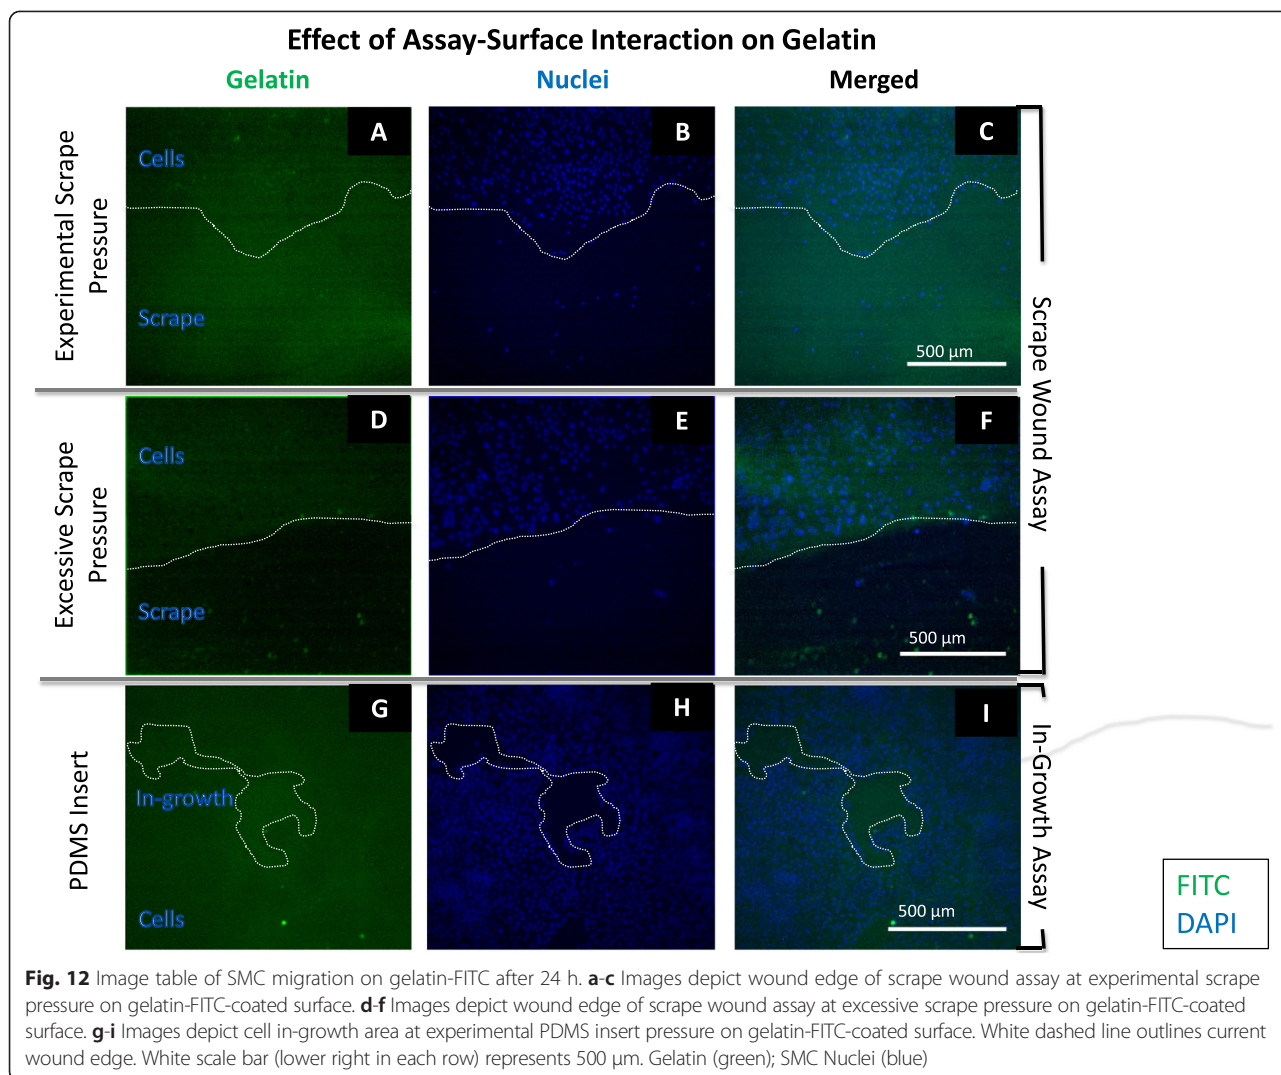 Effect of Assay-Surface Interaction on Gelatin
Gelatin
Nuclei
Merged
Experimental Scrape
Pressure
A
Cells
Scrape
B
C
500 µm
Excessive Scrape
Pressure
D
Cells
Scrape
E
F
500 µm
Scrape Wound Assay
PDMS Insert
G
In-growth
Cells
H
I
500 µm
In-Growth Assay
FITC
DAPI
Fig. 12 Image table of SMC migration on gelatin-FITC after 24 h. a-c Images depict wound edge of scrape wound assay at experimental scrape
pressure on gelatin-FITC-coated surface. d-f Images depict wound edge of scrape wound assay at excessive scrape pressure on gelatin-FITC-coated
surface. g-i Images depict cell in-growth area at experimental PDMS insert pressure on gelatin-FITC-coated surface. White dashed line outlines current
wound edge. White scale bar (lower right in each row) represents 500 µm. Gelatin (green); SMC Nuclei (blue)